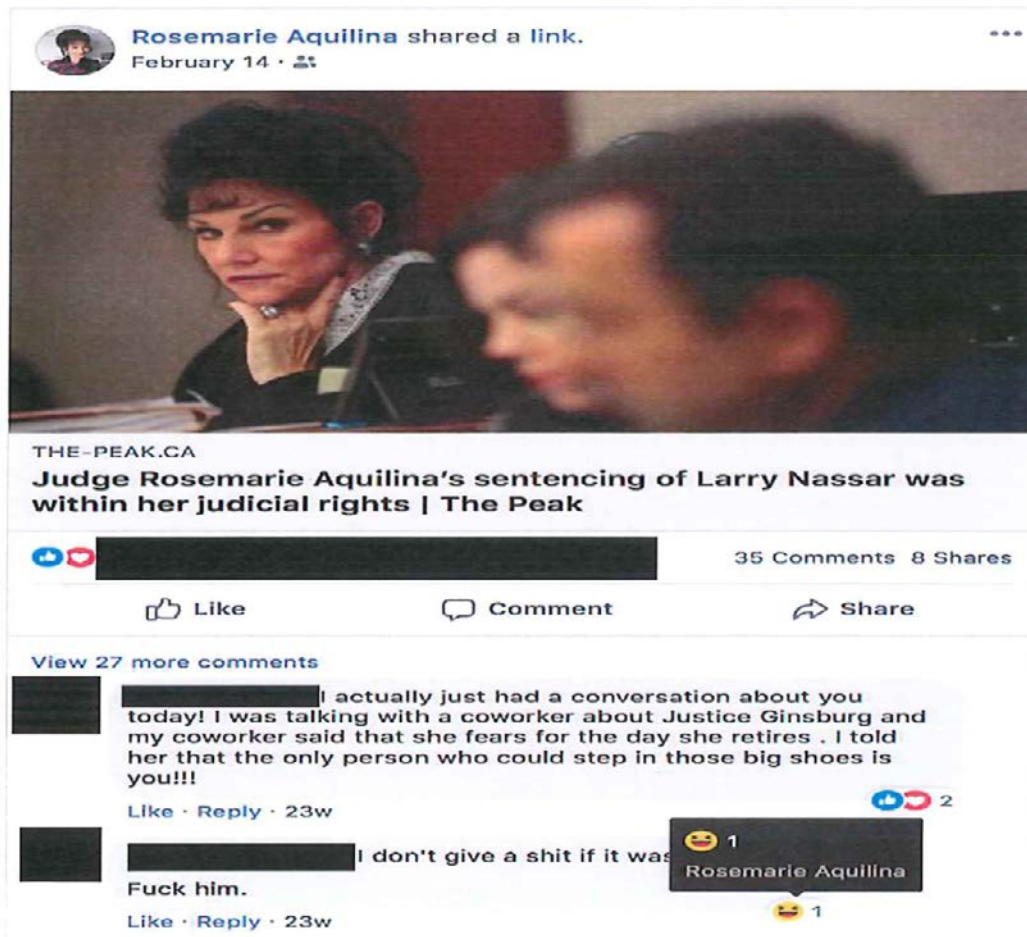 Rosemarie Aquilina shared a link.
February 14 ·
THE-PEAK.CA
Judge Rosemarie Aquilina's sentencing of Larry Nassar was
within her judicial rights | The Peak
35 Comments 8 Shares
Like Comment Share
View 27 more comments
I actually just had a conversation about you
today! I was talking with a coworker about Justice Ginsburg and
my coworker said that she fears for the day she retires . I told
her that the only person who could step in those big shoes is
you!!!
2
Like · Reply · 23w
1
Rosemarie Aquilina
I don't give a shit if it was
Fuck him.
1
Like · Reply · 23w